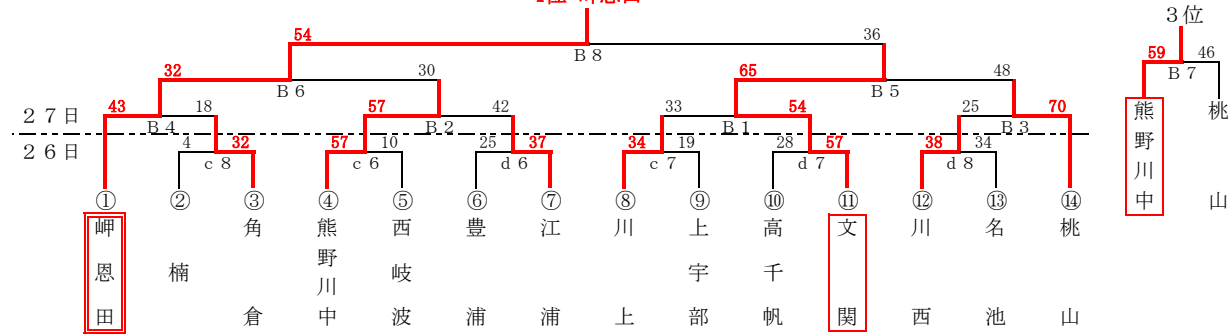 54 36 3位
B8 59 46
32 30 65 48 B7
B6 B5 熊野川中 桃山
27日 43 18 57 42 33 54 25 70
B4 B2 B1 B3
26日 4 32 57 10 25 37 34 19 28 57 38 34
c8 c6 d6 c7 d7 d8
① ② ③ ④ ⑤ ⑥ ⑦ ⑧ ⑨ ⑩ ⑪ ⑫ ⑬ ⑭
岬恩田 楠 角倉 熊野川中 西岐波 豊浦 江浦 川上 上宇部 高千帆 文関 川西 名池 桃山